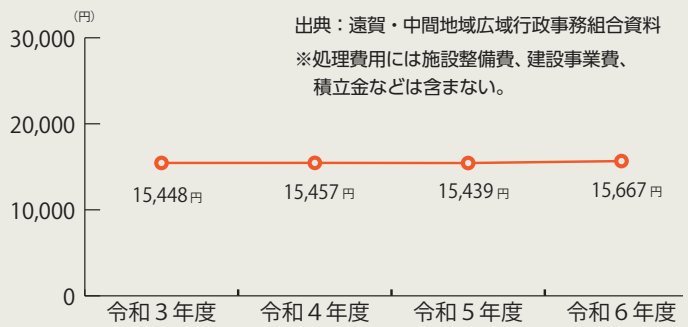 (円)
出典：遠賀・中間地域広域行政事務組合資料
※処理費用には施設整備費、建設事業費、
積立金などは含まない。
30,000
20,000
10,000
0
15,448円
15,457円
15,439円
15,667円
令和３年度
令和４年度
令和５年度
令和６年度